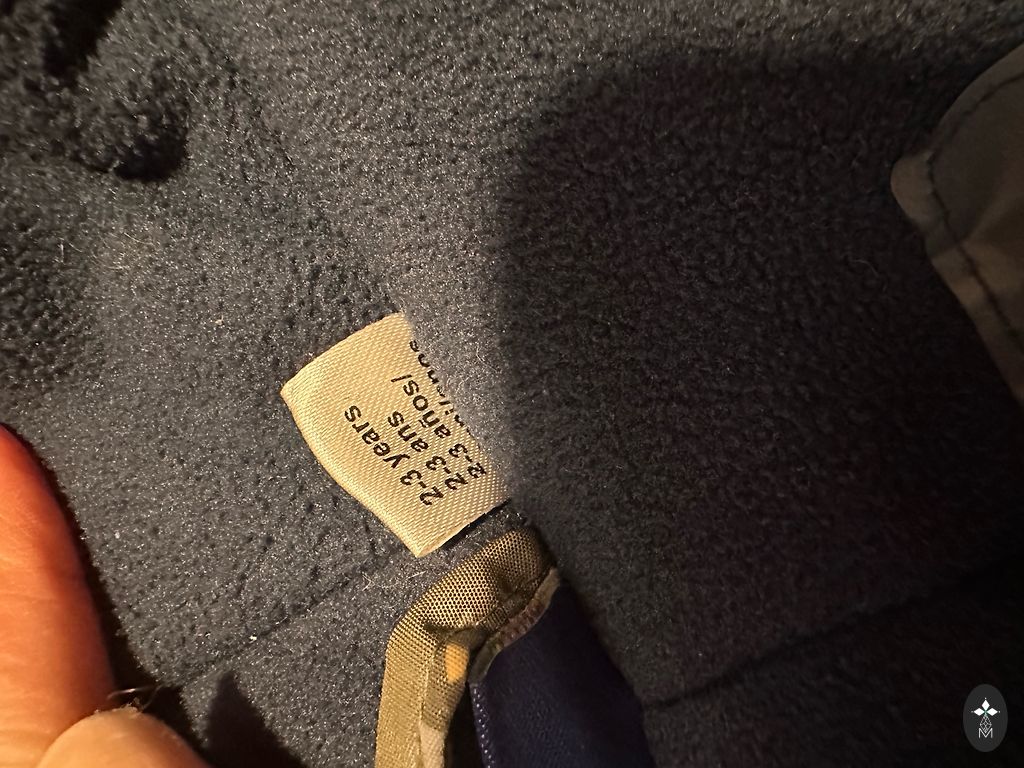 2-3 years
2-3 ans
2-3 años/
M